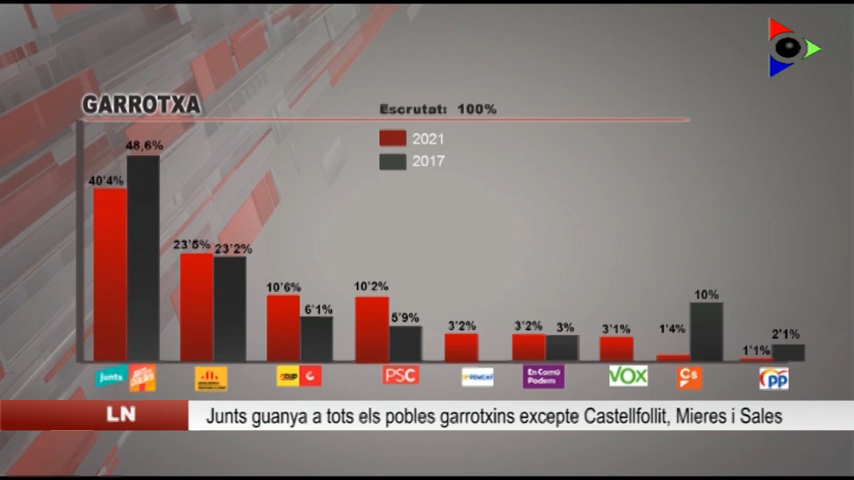 GARROTXA
Escrutat: 100%
2021
2017
40'4% 48,6%
23'5% 23'2%
10'6% 6'1%
10'2% 5'9%
3'2%
3'2% 3%
3'1%
1'4% 10%
1'1% 2'1%
Junts
CUP
PSC
En Comú
Podem
VOX
Cs
PP
LN Junts guanya a tots els pobles garrotxins excepte Castellfollit, Mieres i Sales